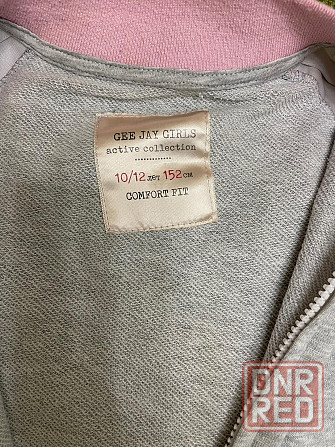 GEE JAY GIRLS
active collection
10/12 лет 152 см
COMFORT FIT
DNR
RED